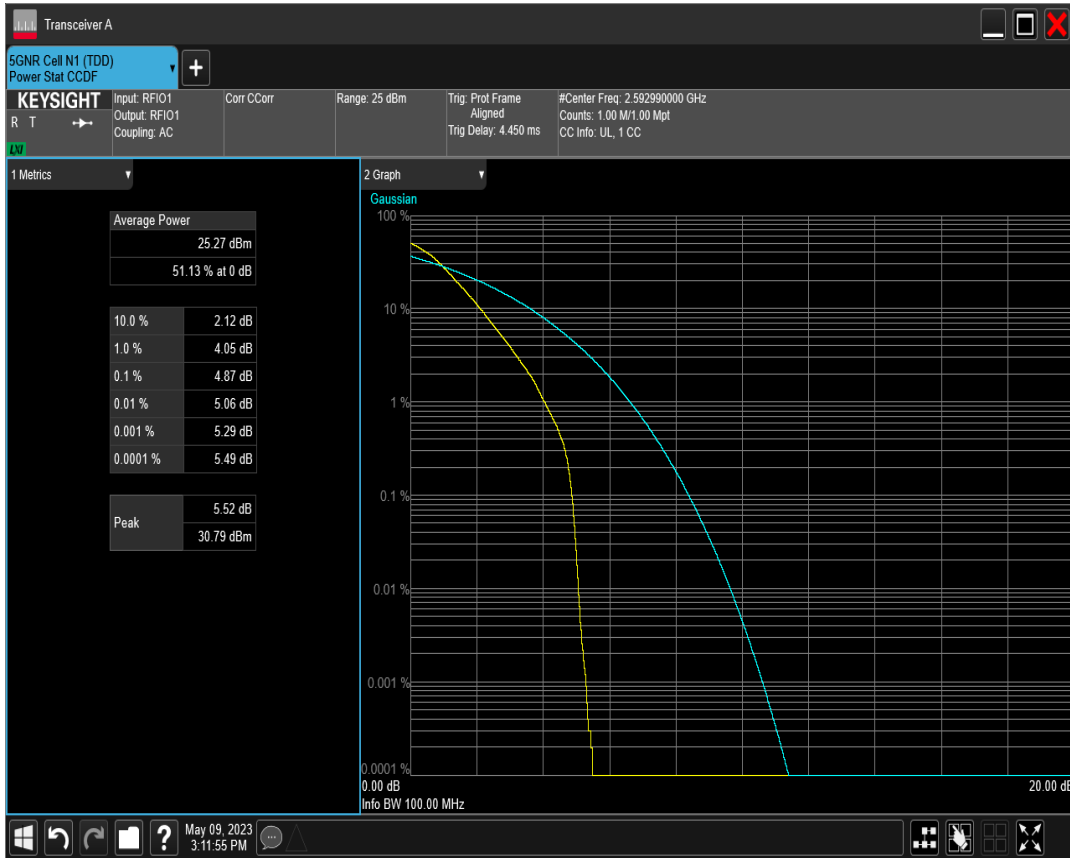 Transceiver A
5GNR Cell N1 (TDD)
Power Stat CCDF
+
KEYSIGHT
R T
LXI
Input: RFIO1
Output: RFIO1
Coupling: AC
Corr CCorr
Range: 25 dBm
Trig: Prot Frame
Aligned
Trig Delay: 4.450 ms
#Center Freq: 2.592990000 GHz
Counts: 1.00 M/1.00 Mpt
CC Info: UL, 1 CC
1 Metrics
Average Power
25.27 dBm
51.13 % at 0 dB
10.0 % 2.12 dB
1.0 % 4.05 dB
0.1 % 4.87 dB
0.01 % 5.06 dB
0.001 % 5.29 dB
0.0001 % 5.49 dB
Peak
5.52 dB
30.79 dBm
2 Graph
Gaussian
100 %
10 %
1 %
0.1 %
0.01 %
0.001 %
0.0001 %
0.00 dB
20.00 dB
Info BW 100.00 MHz
?
May 09, 2023
3:11:55 PM